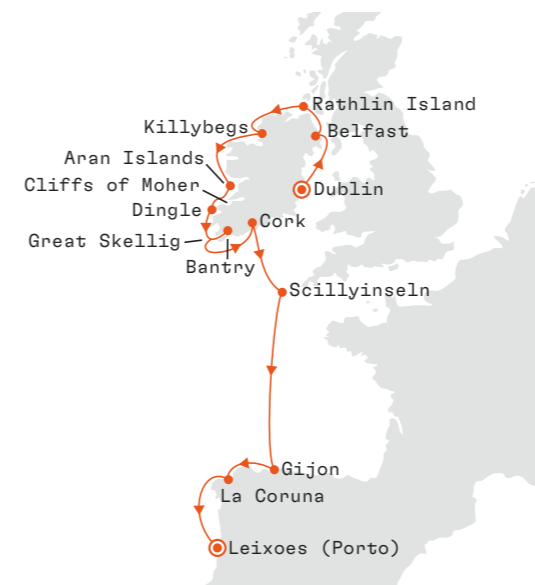 Rathlin Island
Killybegs
Belfast
Aran Islands
Cliffs of Moher
Dublin
Dingle
Cork
Great Skellig
Bantry
Scillyinseln
Gijon
La Coruna
Leixoes (Porto)